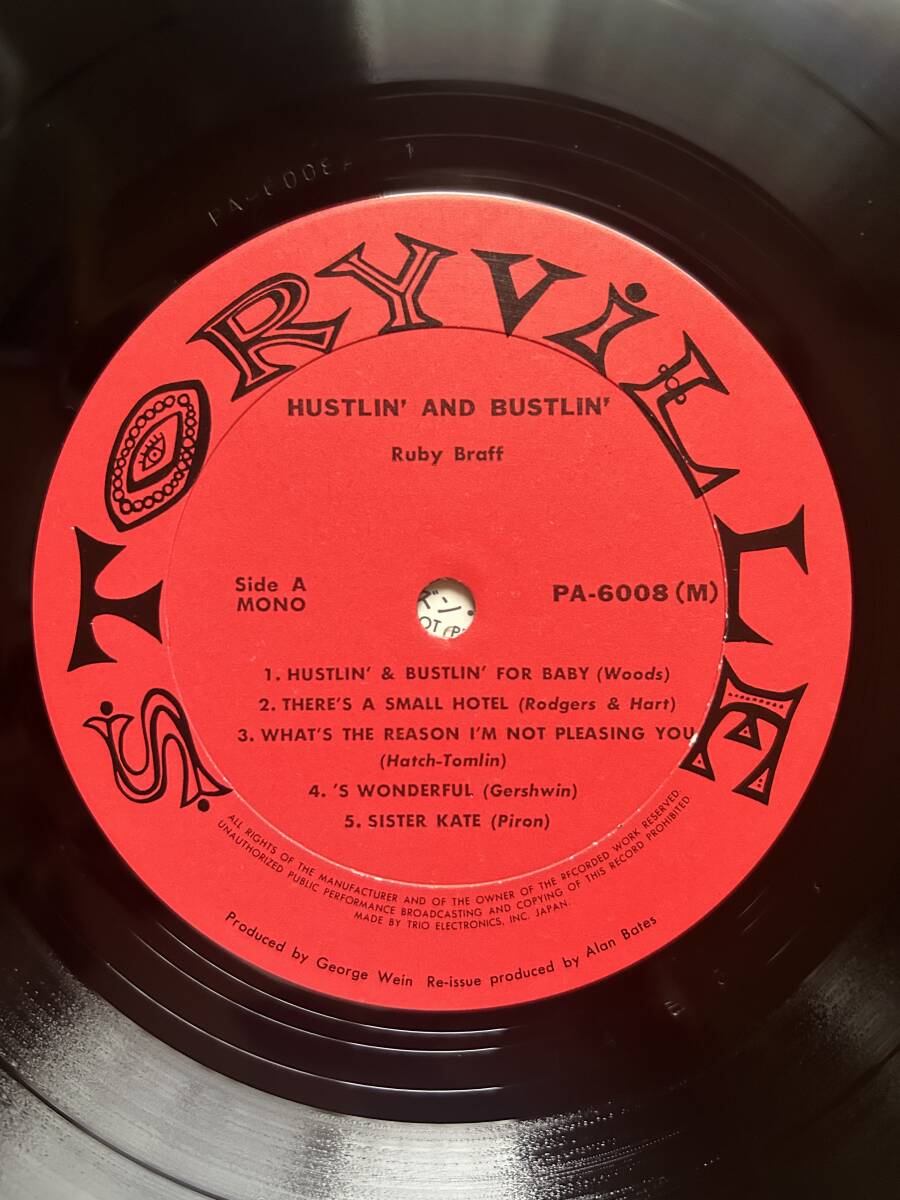 STORYVILLE
HUSTLIN' AND BUSTLIN'
Ruby Braff
Side A
MONO
PA-6008 (M)
1. HUSTLIN' & BUSTLIN' FOR BABY (Woods)
2. THERE'S A SMALL HOTEL (Rodgers & Hart)
3. WHAT'S THE REASON I'M NOT PLEASING YOU
(Hatch-Tomlin)
4. 'S WONDERFUL (Gershwin)
5. SISTER KATE (Piron)
ALL RIGHTS OF THE MANUFACTURER AND OF THE OWNER OF THE RECORDED WORK RESERVED.
UNAUTHORIZED PUBLIC PERFORMANCE BROADCASTING AND COPYING OF THIS RECORD PROHIBITED.
MADE BY TRIO ELECTRONICS, INC. JAPAN.
Produced by George Wein Re-issue produced by Alan Bates